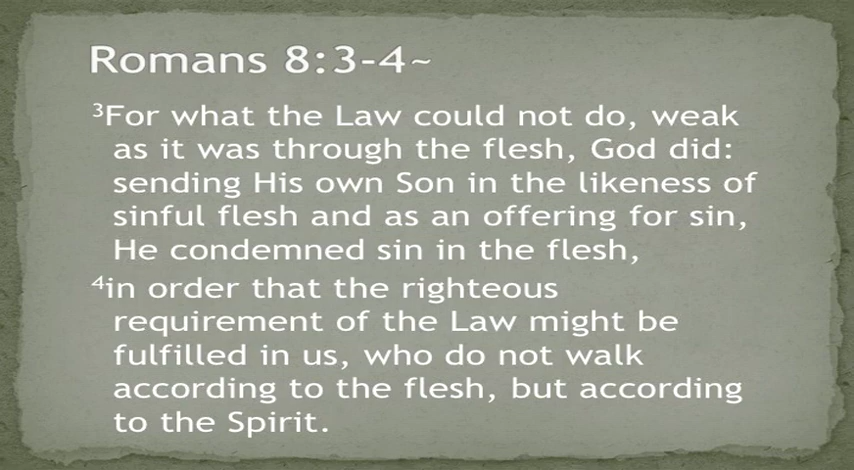 Romans 8:3-4~
³For what the Law could not do, weak
as it was through the flesh, God did:
sending His own Son in the likeness of
sinful flesh and as an offering for sin,
He condemned sin in the flesh,
⁴in order that the righteous
requirement of the Law might be
fulfilled in us, who do not walk
according to the flesh, but according
to the Spirit.